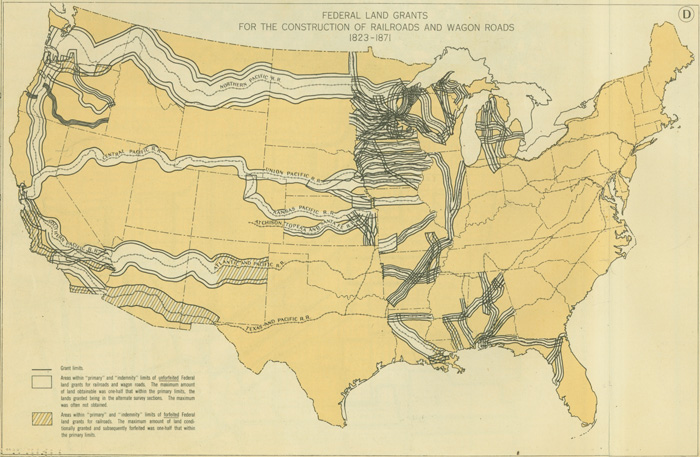 FEDERAL LAND GRANTS
FOR THE CONSTRUCTION OF RAILROADS AND WAGON ROADS
1823-1871
D
NORTHERN PACIFIC R.R.
CENTRAL PACIFIC R.R.
UNION PACIFIC R.R.
KANSAS PACIFIC R.R.
ATCHISON TOPEKA AND SANTA FE R.R.
PACIFIC R.R.
ATLANTIC AND PACIFIC R.R.
TEXAS AND PACIFIC R.R.
Grant limits.
Areas within "primary" and "indemnity" limits of unforfeited Federal
land grants for railroads and wagon roads. The maximum amount
of land obtainable was one-half that within the primary limits, the
lands granted being in the alternate survey sections. The maximum
was often not obtained.
Areas within "primary" and "indemnity" limits of forfeited Federal
land grants for railroads. The maximum amount of land condi-
tionally granted and subsequently forfeited was one-half that within
the primary limits.